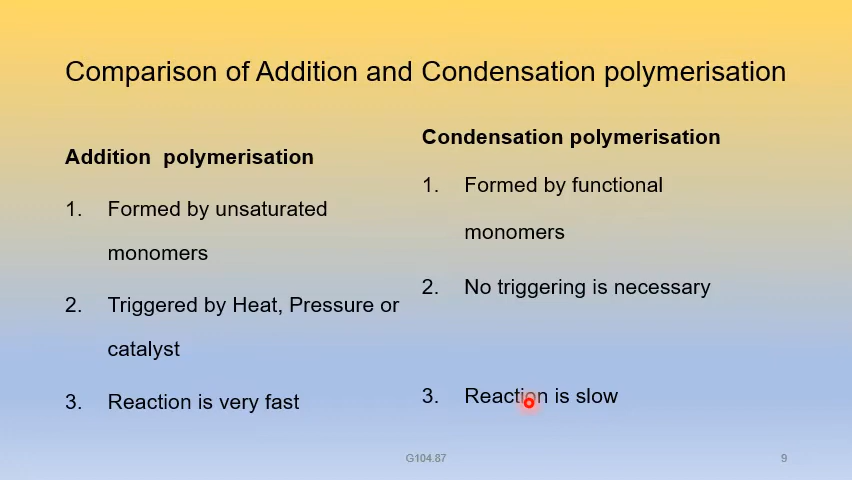 Comparison of Addition and Condensation polymerisation
Addition polymerisation
1. Formed by unsaturated
monomers
2. Triggered by Heat, Pressure or
catalyst
3. Reaction is very fast
Condensation polymerisation
1. Formed by functional
monomers
2. No triggering is necessary
3. Reaction is slow
G104.87
9